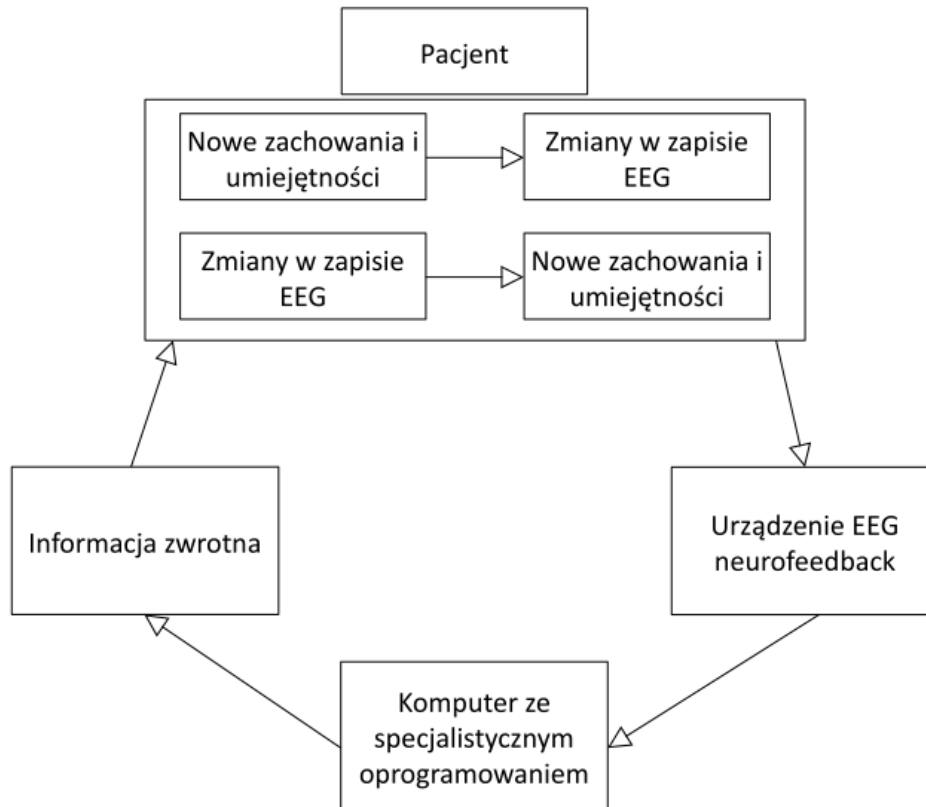 Pacjent
Nowe zachowania i
umiejętności
Zmiany w zapisie
EEG
Zmiany w zapisie
EEG
Nowe zachowania i
umiejętności
Informacja zwrotna
Urządzenie EEG
neurofeedback
Komputer ze
specjalistycznym
oprogramowaniem